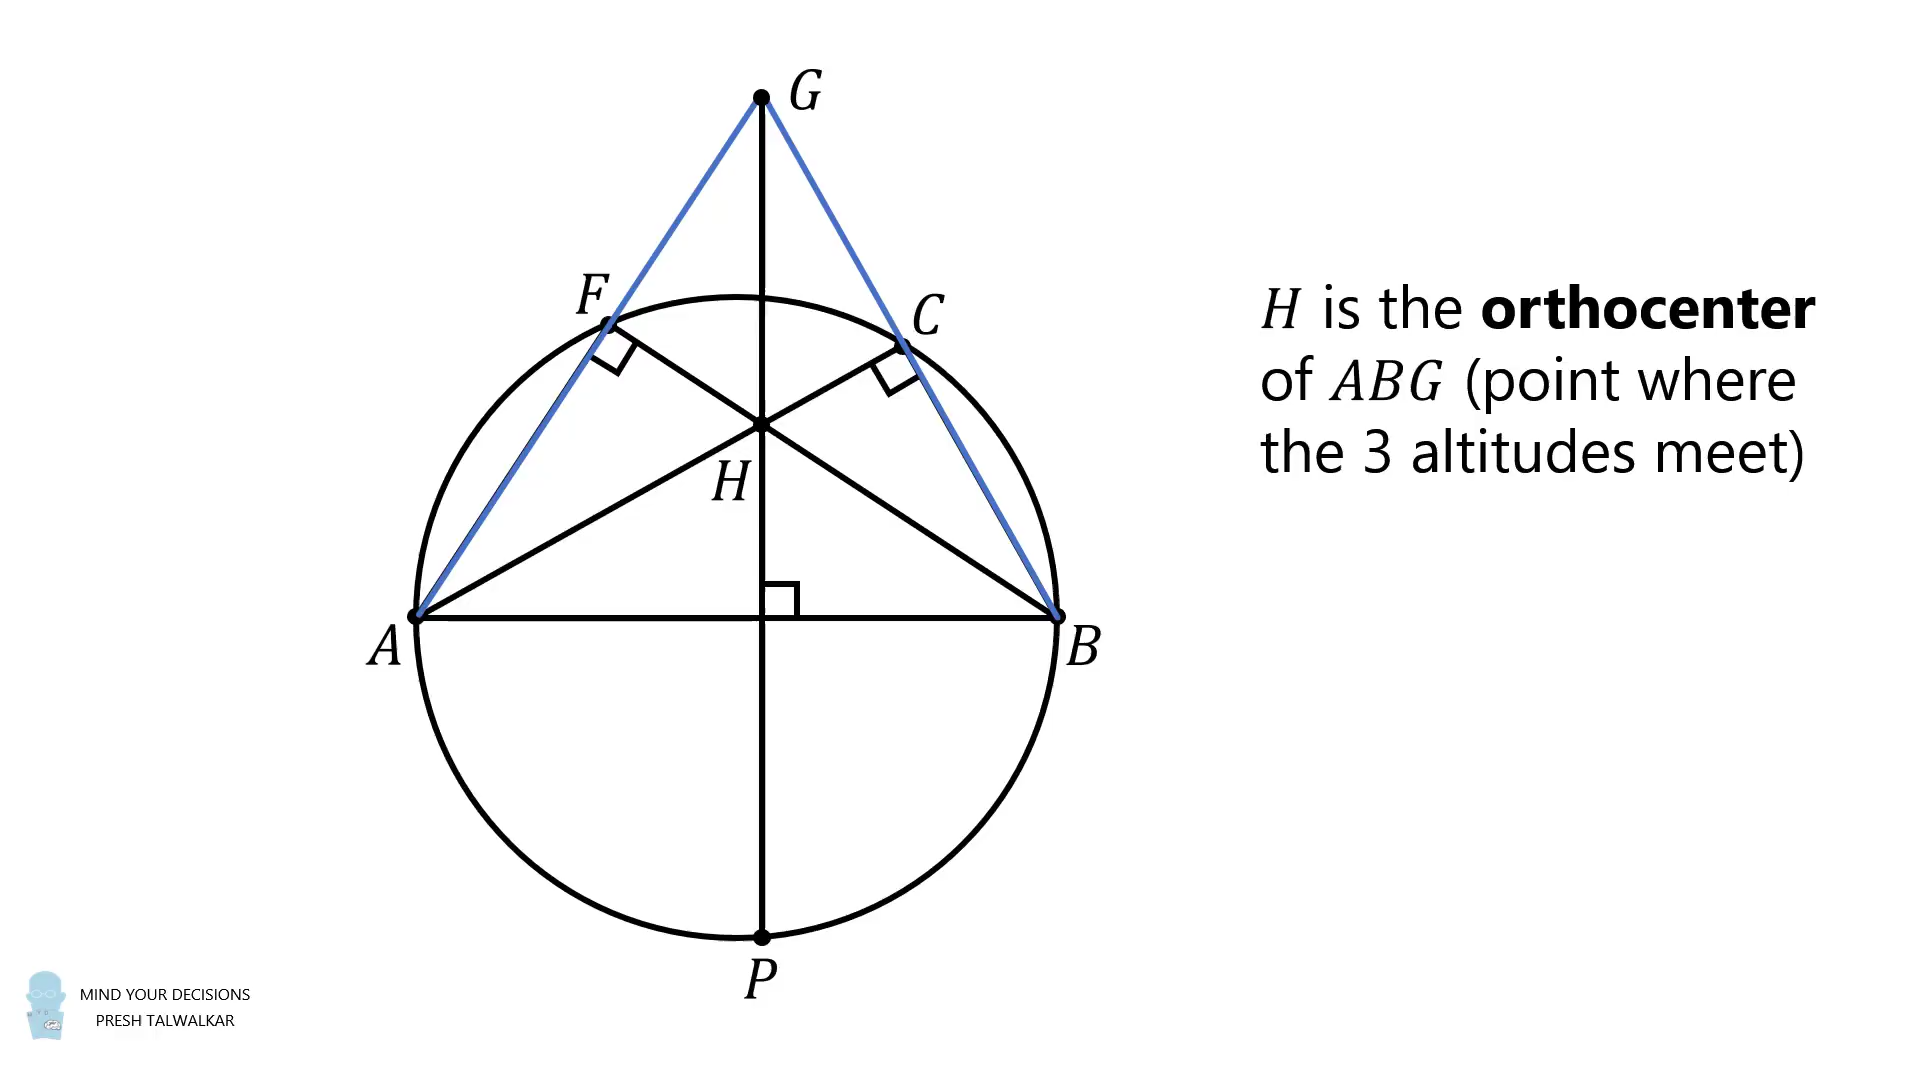 G
F
C
H is the orthocenter
of ABG (point where
the 3 altitudes meet)
H
A
B
P
MIND YOUR DECISIONS
PRESH TALWALKAR